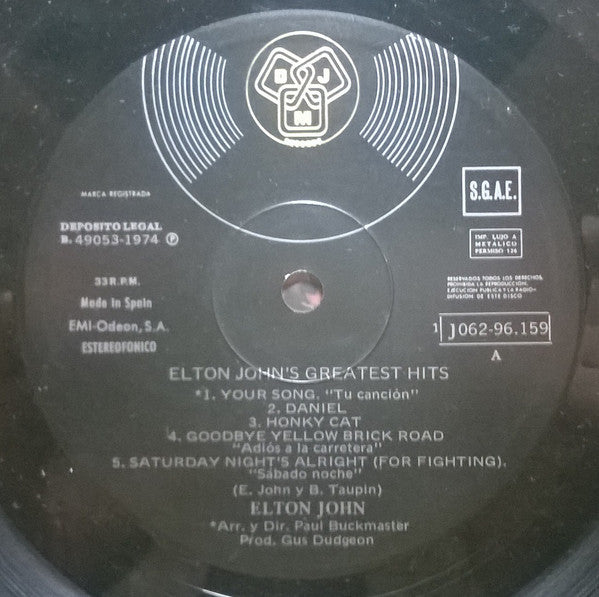 D J
M
MARCA REGISTRADA
S.G.A.E.
DEPOSITO LEGAL
B. 49053-1974 Ⓟ
IMP. LUJO A
METALICO
PERMISO 126
33 R.P.M.
Made in Spain
EMI-Odeon, S.A.
ESTEREOFONICO
RESERVADOS TODOS LOS DERECHOS.
PROHIBIDA LA REPRODUCCION,
EJECUCION PUBLICA Y LA RADIO-
DIFUSION DE ESTE DISCO
1 J 062-96.159
A
ELTON JOHN'S GREATEST HITS
*1. YOUR SONG. "Tu canción"
2. DANIEL
3. HONKY CAT
4. GOODBYE YELLOW BRICK ROAD
"Adiós a la carretera"
5. SATURDAY NIGHT'S ALRIGHT (FOR FIGHTING).
"Sábado noche"
(E. John y B. Taupin)
ELTON JOHN
*Arr. y Dir. Paul Buckmaster
Prod. Gus Dudgeon